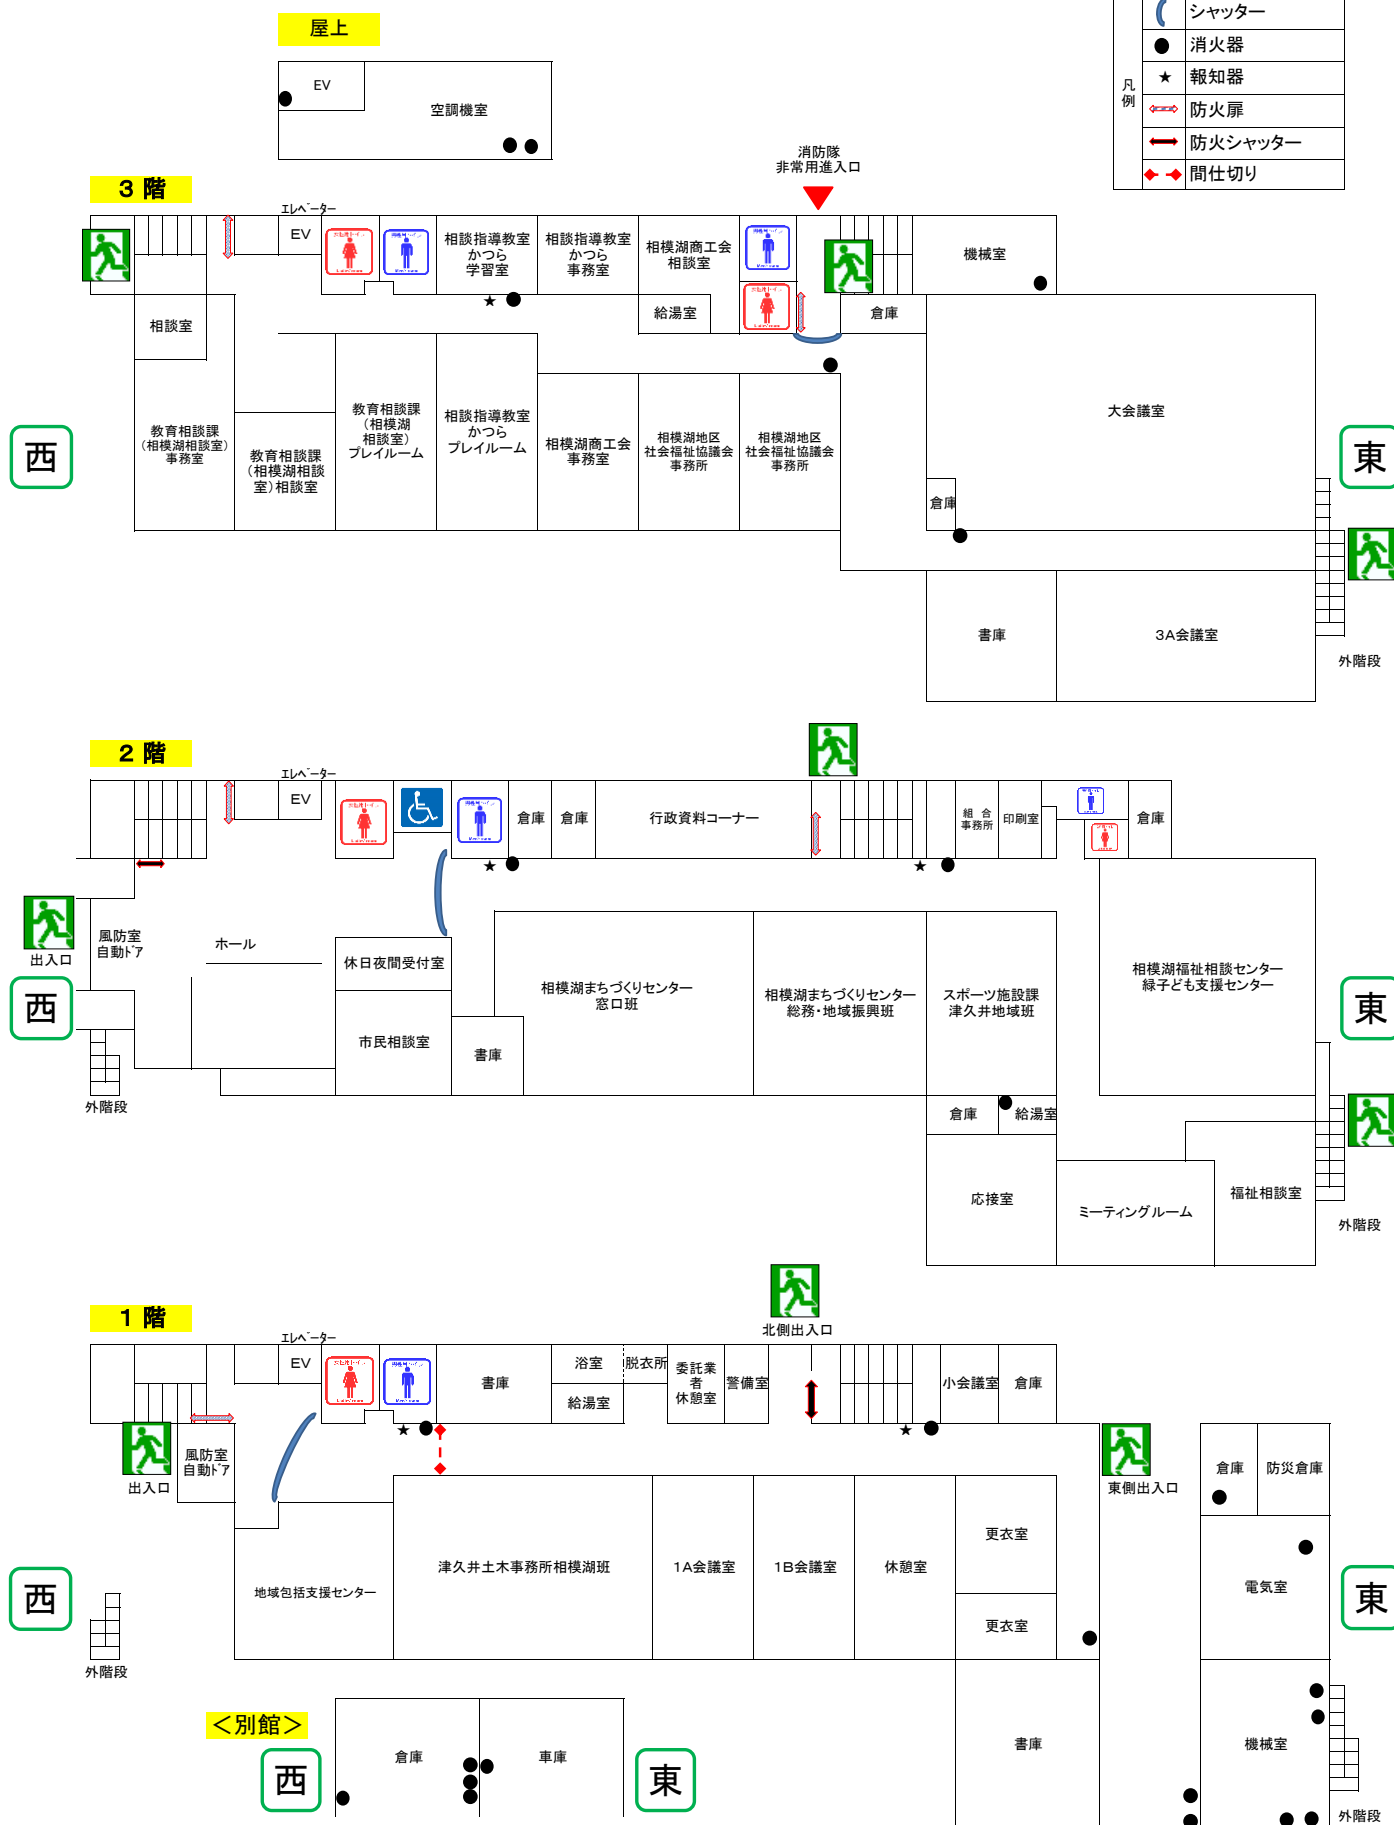 屋上
EV
空調機室
凡
例
シャッター
消火器
報知器
防火扉
防火シャッター
間仕切り
消防隊
非常用進入口
3 階
エレベーター
EV
相談指導教室
かつら
学習室
相談指導教室
かつら
事務室
相模湖商工会
相談室
機械室
相談室
給湯室
倉庫
大会議室
教育相談課
(相模湖相談室)
事務室
教育相談課
(相模湖相談
室)相談室
教育相談課
(相模湖
相談室)
プレイルーム
相談指導教室
かつら
プレイルーム
相模湖商工会
事務室
相模湖地区
社会福祉協議会
事務所
相模湖地区
社会福祉協議会
事務所
倉庫
西
東
書庫
3A会議室
外階段
2 階
エレベーター
EV
倉庫
倉庫
行政資料コーナー
組 合
事務所
印刷室
倉庫
風防室
自動ドア
出入口
ホール
休日夜間受付室
市民相談室
書庫
相模湖まちづくりセンター
窓口班
相模湖まちづくりセンター
総務・地域振興班
スポーツ施設課
津久井地域班
相模湖福祉相談センター
緑子ども支援センター
西
東
外階段
倉庫
給湯室
応接室
ミーティングルーム
福祉相談室
外階段
1 階
エレベーター
EV
北側出入口
書庫
浴室
脱衣所
給湯室
委託業
者
休憩室
警備室
小会議室
倉庫
風防室
自動ドア
出入口
東側出入口
倉庫
防災倉庫
地域包括支援センター
津久井土木事務所相模湖班
1A会議室
1B会議室
休憩室
更衣室
更衣室
電気室
西
東
外階段
書庫
機械室
外階段
<別館>
西
倉庫
車庫
東